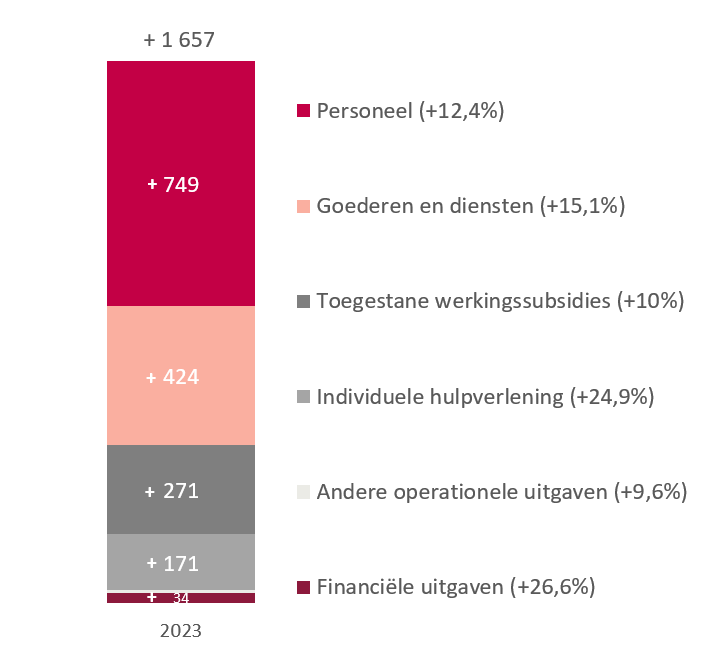 + 1 657
+ 749
+ 424
+ 271
+ 171
+ 34
2023
Personeel (+12,4%)
Goederen en diensten (+15,1%)
Toegestane werkingssubsidies (+10%)
Individuele hulpverlening (+24,9%)
Andere operationele uitgaven (+9,6%)
Financiële uitgaven (+26,6%)